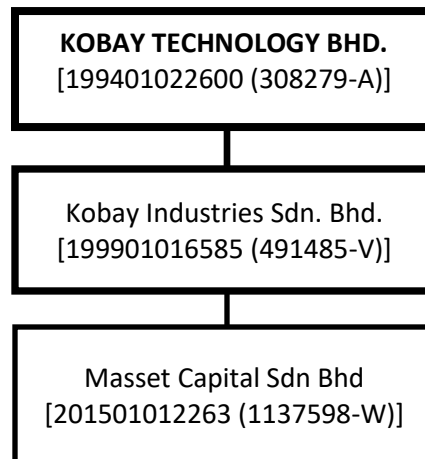 KOBAY TECHNOLOGY BHD.
[199401022600 (308279-A)]
Kobay Industries Sdn. Bhd.
[199901016585 (491485-V)]
Masset Capital Sdn Bhd
[201501012263 (1137598-W)]